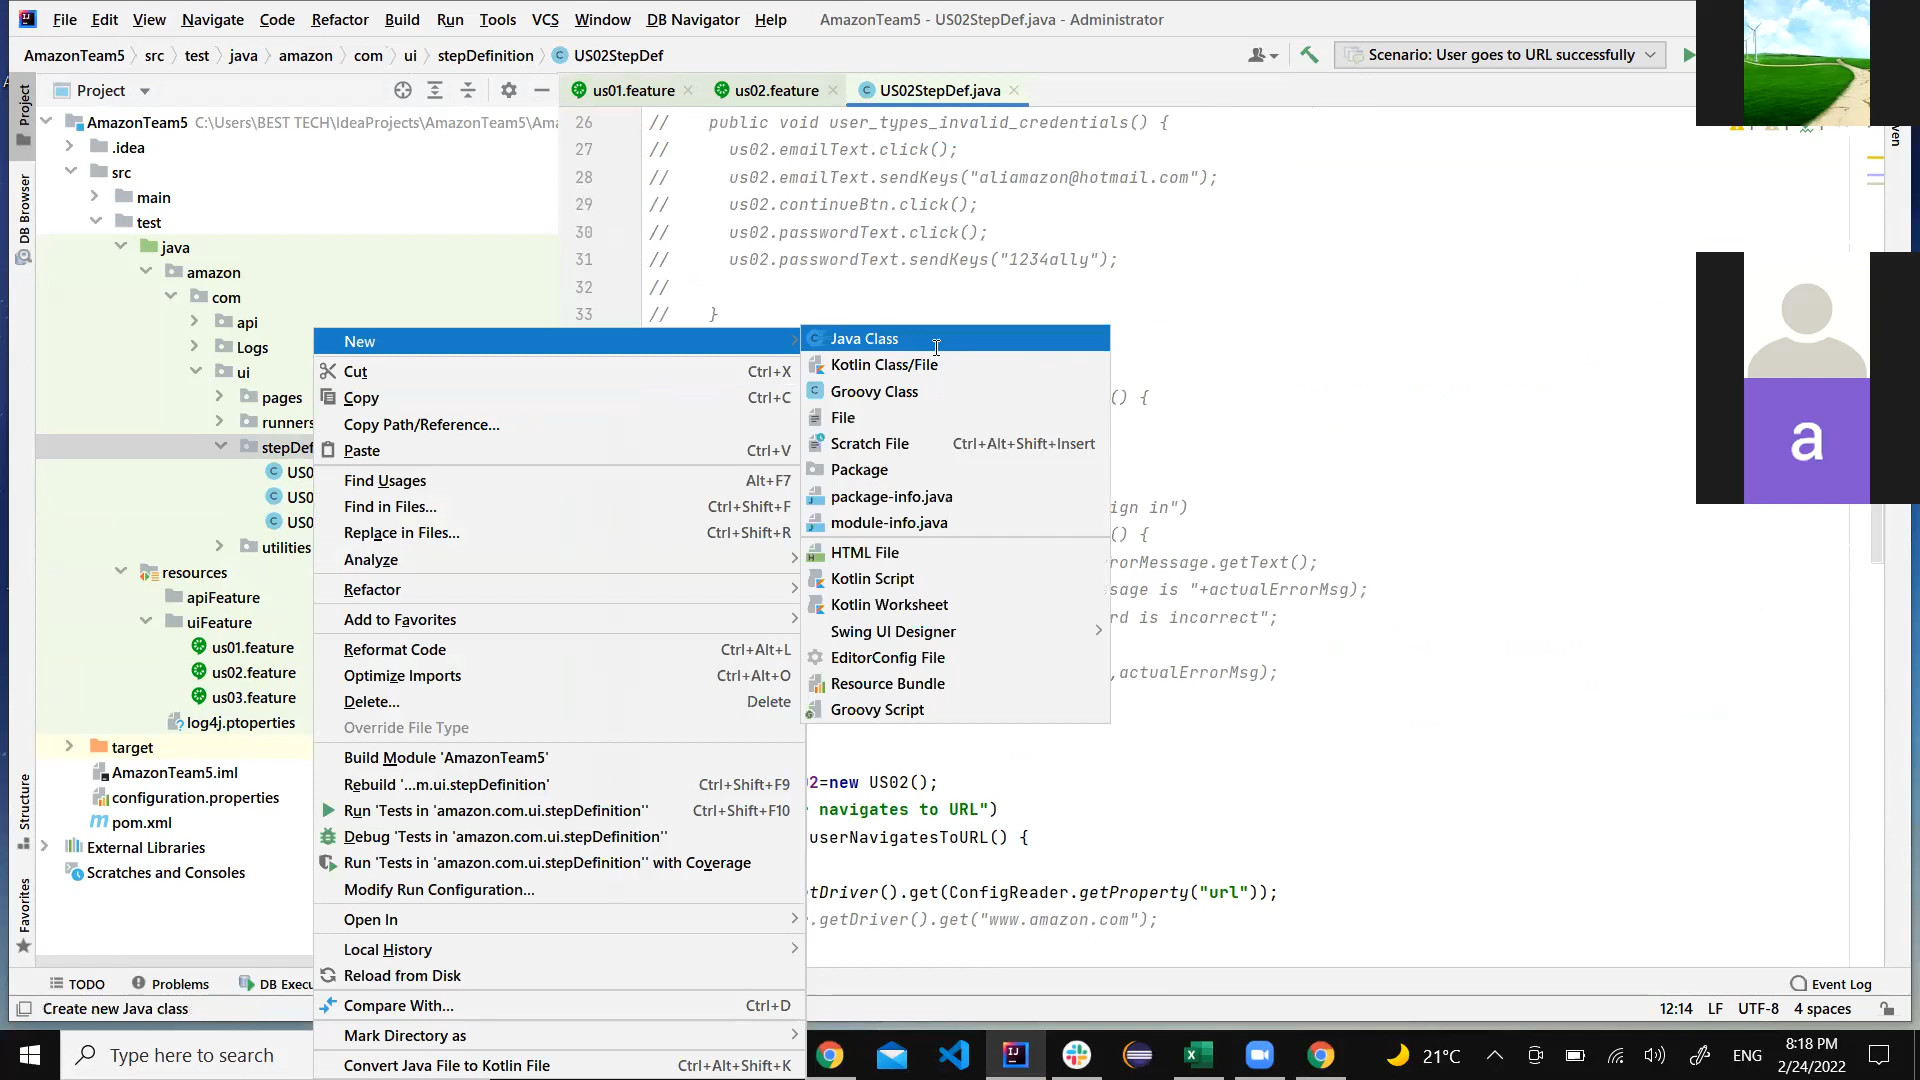 File Edit View Navigate Code Refactor Build Run Tools VCS Window DB Navigator Help AmazonTeam5 - US02StepDef.java - Administrator
AmazonTeam5 src test java amazon com ui stepDefinition US02StepDef Scenario: User goes to URL successfully
Project
us01.feature us02.feature US02StepDef.java
Project
DB Browser
Structure
Favorites
AmazonTeam5 C:\Users\BEST TECH\IdeaProjects\AmazonTeam5\Ama
.idea
src
main
test
java
amazon
com
api
Logs
ui
pages
runners
stepDef
US0
US0
US0
utilities
resources
apiFeature
uiFeature
us01.feature
us02.feature
us03.feature
log4j.ptoperties
target
AmazonTeam5.iml
configuration.properties
pom.xml
External Libraries
Scratches and Consoles
26 // public void user_types_invalid_credentials() {
27 // us02.emailText.click();
28 // us02.emailText.sendKeys("aliamazon@hotmail.com");
29 // us02.continueBtn.click();
30 // us02.passwordText.click();
31 // us02.passwordText.sendKeys("1234ally");
32 //
33 // }
() {
ign in")
() {
rorMessage.getText();
sage is "+actualErrorMsg);
rd is incorrect";
,actualErrorMsg);
02=new US02();
navigates to URL")
userNavigatesToURL() {
tDriver().get(ConfigReader.getProperty("url"));
.getDriver().get("www.amazon.com");
New
Cut Ctrl+X
Copy Ctrl+C
Copy Path/Reference...
Paste Ctrl+V
Find Usages Alt+F7
Find in Files... Ctrl+Shift+F
Replace in Files... Ctrl+Shift+R
Analyze
Refactor
Add to Favorites
Reformat Code Ctrl+Alt+L
Optimize Imports Ctrl+Alt+O
Delete... Delete
Override File Type
Build Module 'AmazonTeam5'
Rebuild '...m.ui.stepDefinition' Ctrl+Shift+F9
Run 'Tests in 'amazon.com.ui.stepDefinition'' Ctrl+Shift+F10
Debug 'Tests in 'amazon.com.ui.stepDefinition''
Run 'Tests in 'amazon.com.ui.stepDefinition'' with Coverage
Modify Run Configuration...
Open In
Local History
Reload from Disk
Compare With... Ctrl+D
Mark Directory as
Convert Java File to Kotlin File Ctrl+Alt+Shift+K
Java Class
Kotlin Class/File
Groovy Class
File
Scratch File Ctrl+Alt+Shift+Insert
Package
package-info.java
module-info.java
HTML File
Kotlin Script
Kotlin Worksheet
Swing UI Designer
EditorConfig File
Resource Bundle
Groovy Script
a
ven
TODO Problems DB Execu Event Log
Create new Java class 12:14 LF UTF-8 4 spaces
Type here to search 21°C ENG 8:18 PM
2/24/2022